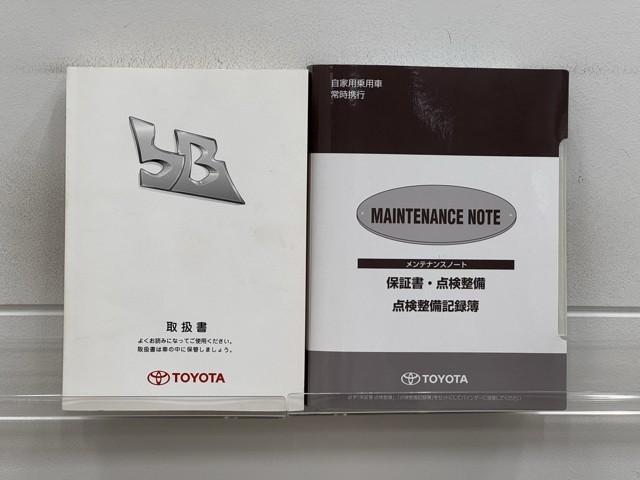 bB
取扱書
よくお読みになってご使用ください。
取扱書は車の中に保管しましょう。
TOYOTA
自家用乗用車
常時携行
MAINTENANCE NOTE
メンテナンスノート
保証書・点検整備
点検整備記録簿
TOYOTA